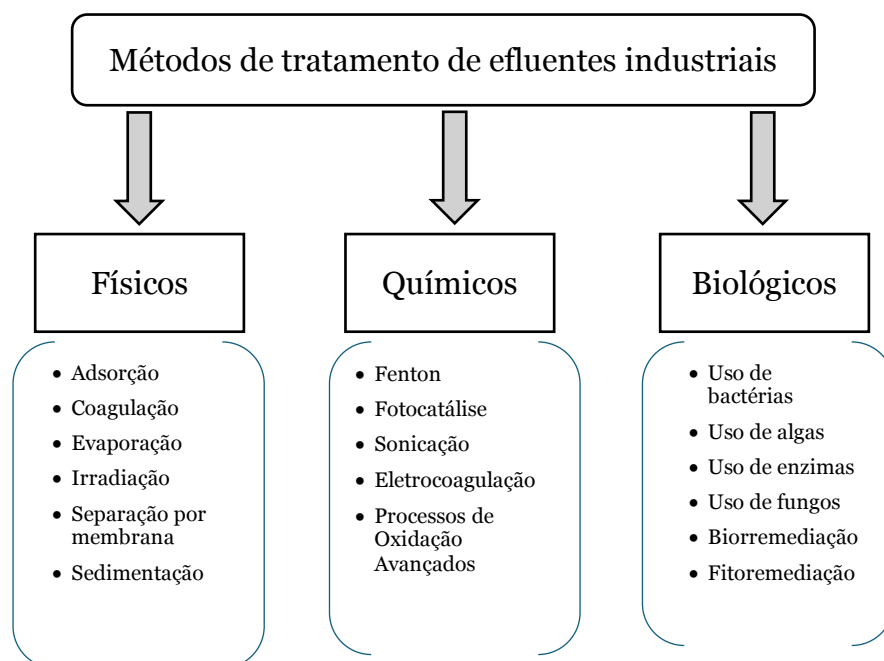 Métodos de tratamento de efluentes industriais
Físicos
• Adsorção
• Coagulação
• Evaporação
• Irradiação
• Separação por
membrana
• Sedimentação
Químicos
• Fenton
• Fotocatálise
• Sonicação
• Eletrocoagulação
• Processos de
Oxidação
Avançados
Biológicos
• Uso de
bactérias
• Uso de algas
• Uso de enzimas
• Uso de fungos
• Biorremediação
• Fitoremediação